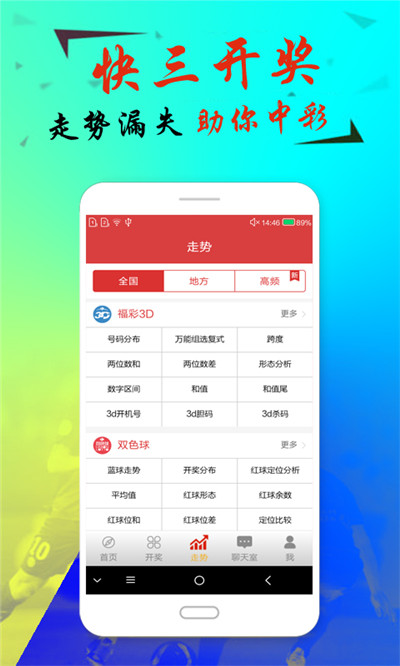 快三开奖
走势漏失 助你中彩
14:46 89%
走势
全国 地方 高频 新
福彩3D 更多
号码分布 万能组选复式 跨度
两位数和 两位数差 形态分析
数字区间 和值 和值尾
3d开机号 3d胆码 3d杀码
双色球 更多
蓝球走势 开奖分布 红球定位分析
平均值 红球形态 红球余数
红球位和 红球位差 定位比较
首页 开奖 走势 聊天室 我
10